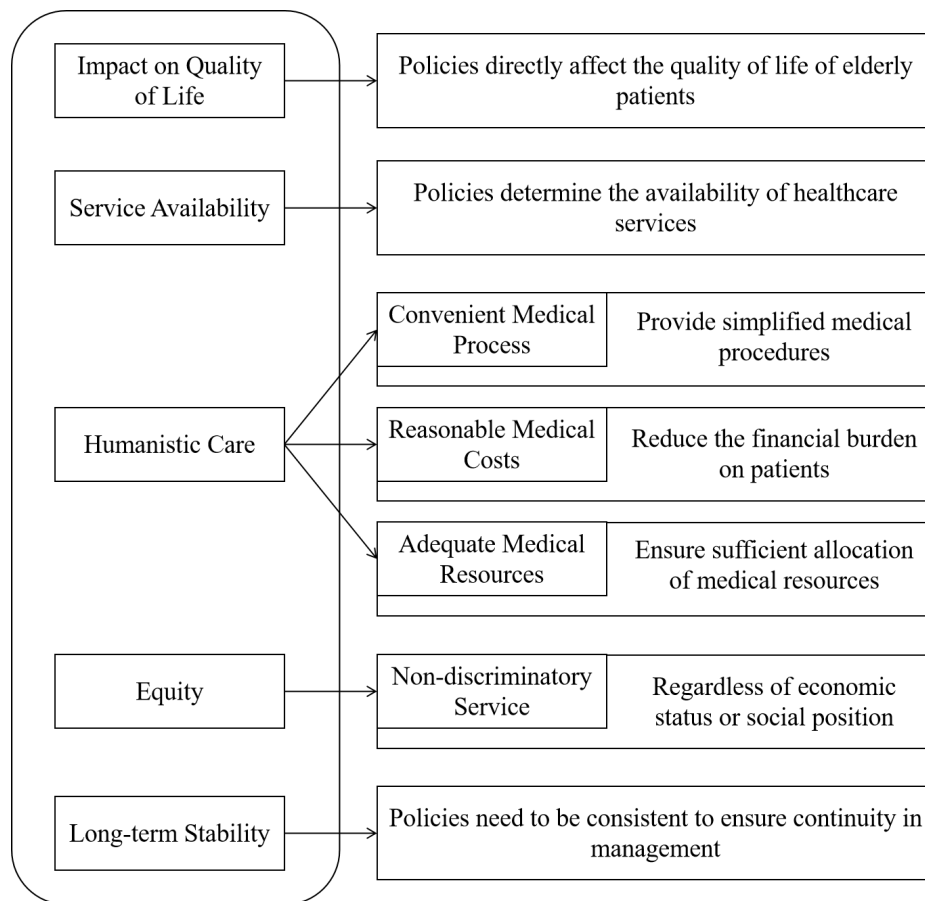 Impact on Quality
of Life
Policies directly affect the quality of life of elderly
patients
Service Availability
Policies determine the availability of healthcare
services
Humanistic Care
Convenient Medical
Process
Provide simplified medical
procedures
Reasonable Medical
Costs
Reduce the financial burden
on patients
Adequate Medical
Resources
Ensure sufficient allocation
of medical resources
Equity
Non-discriminatory
Service
Regardless of economic
status or social position
Long-term Stability
Policies need to be consistent to ensure continuity in
management